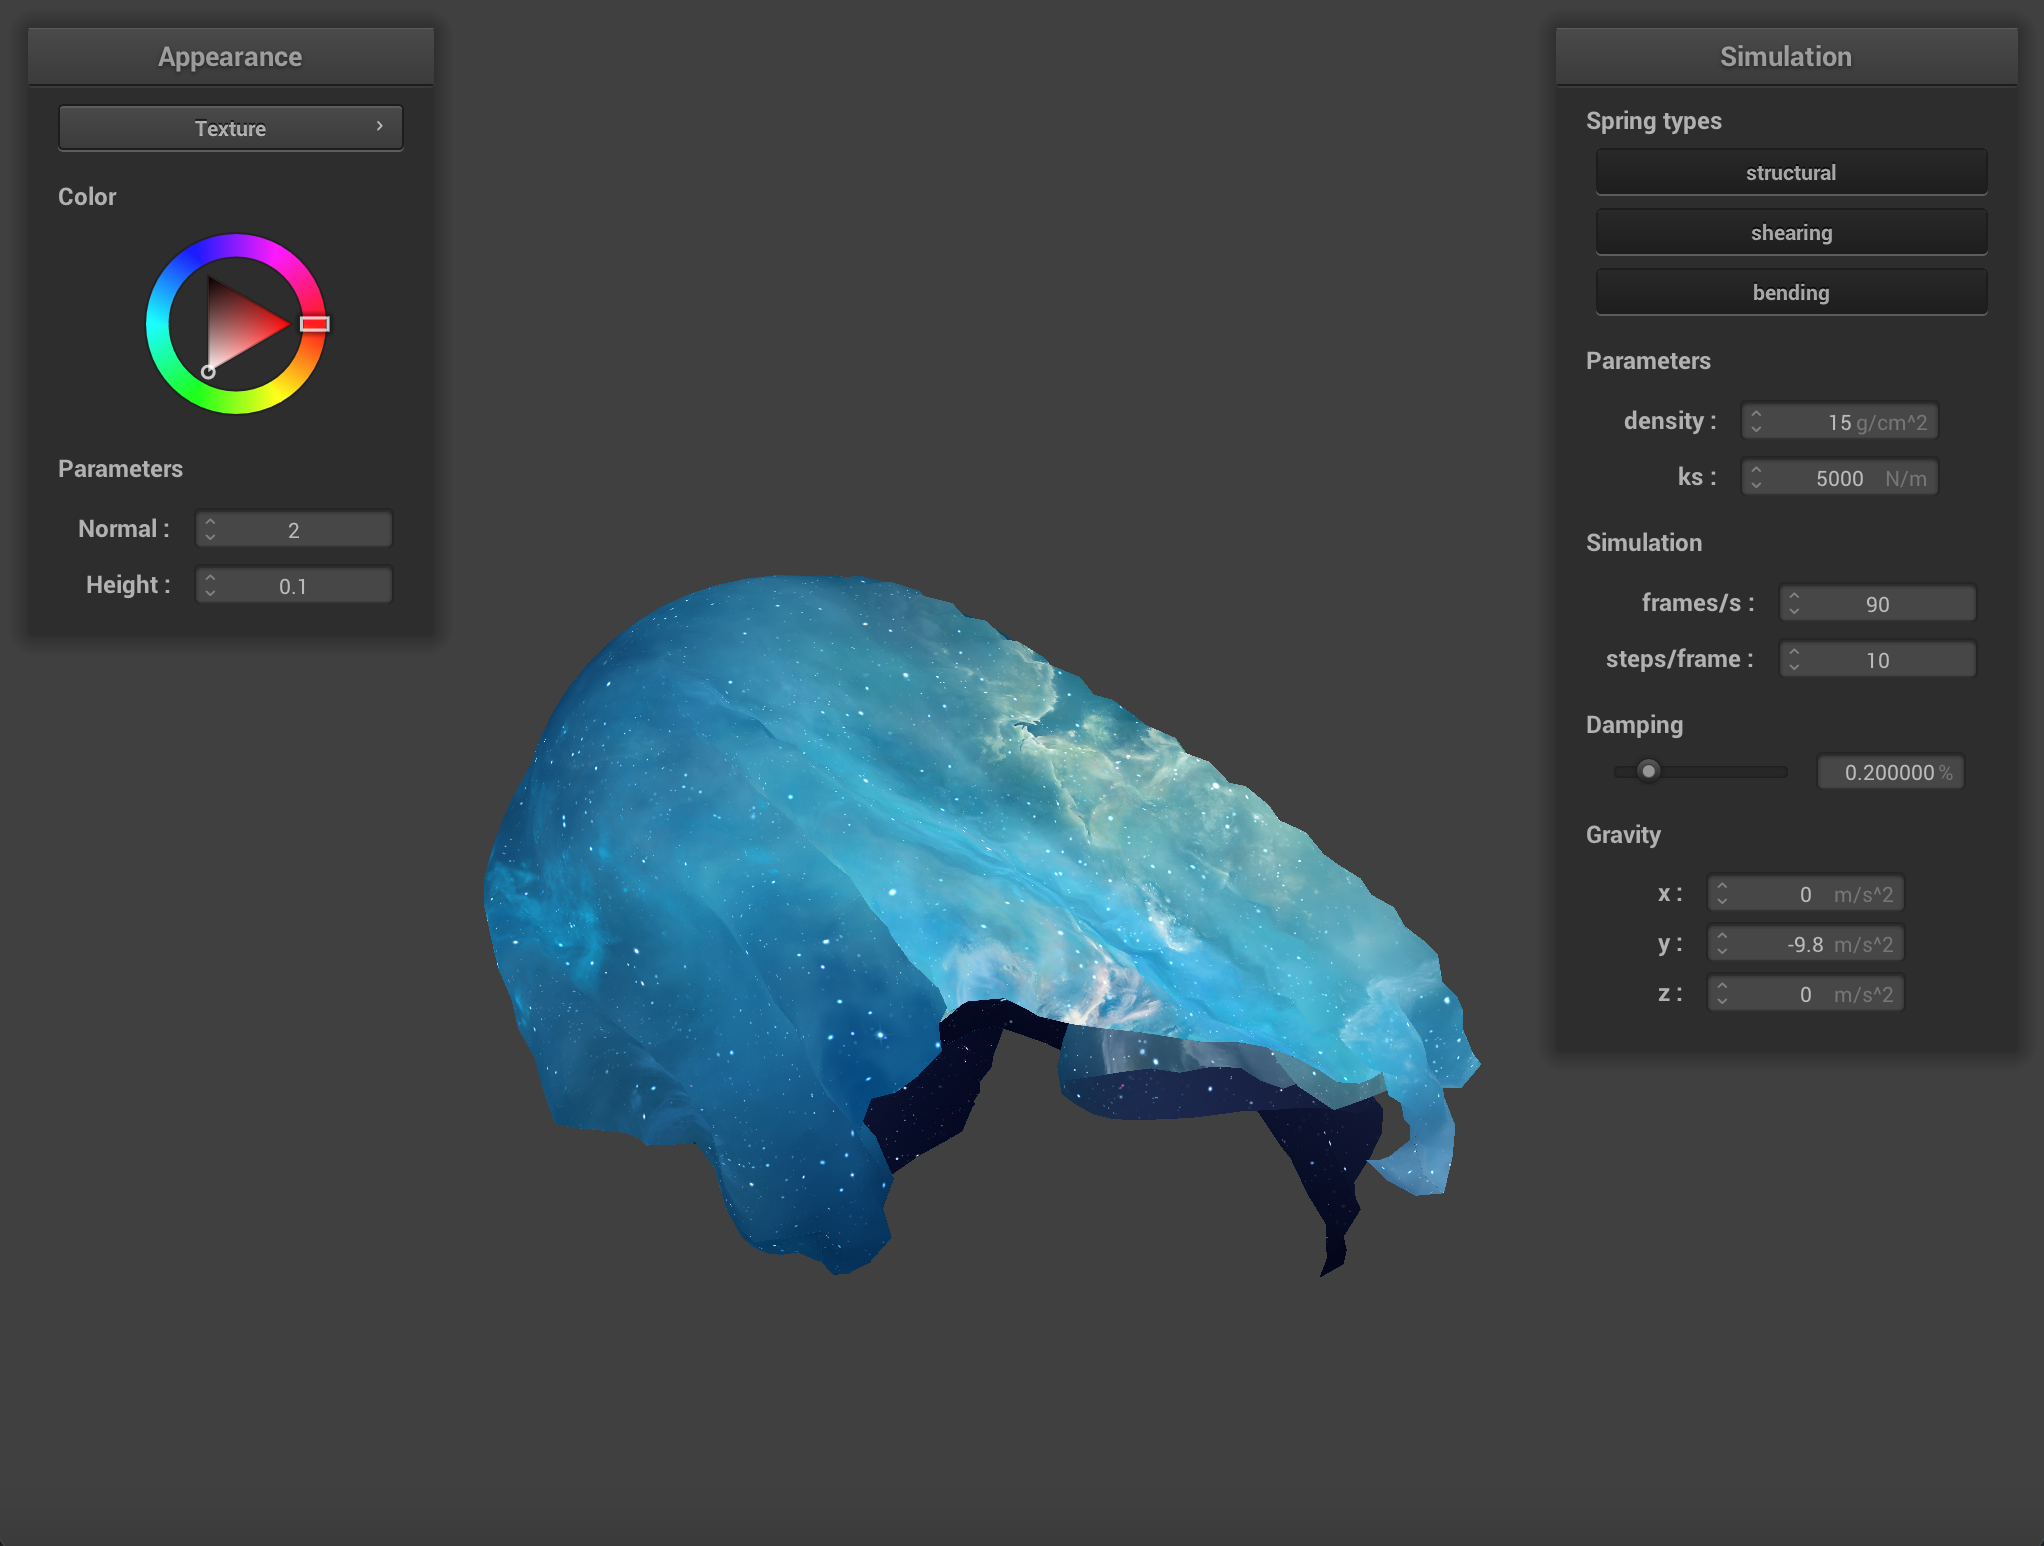 Appearance
Texture
Color
Parameters
Normal : 2
Height : 0.1
Simulation
Spring types
structural
shearing
bending
Parameters
density : 15 g/cm^2
ks : 5000 N/m
Simulation
frames/s : 90
steps/frame : 10
Damping
0.200000 %
Gravity
x : 0 m/s^2
y : -9.8 m/s^2
z : 0 m/s^2